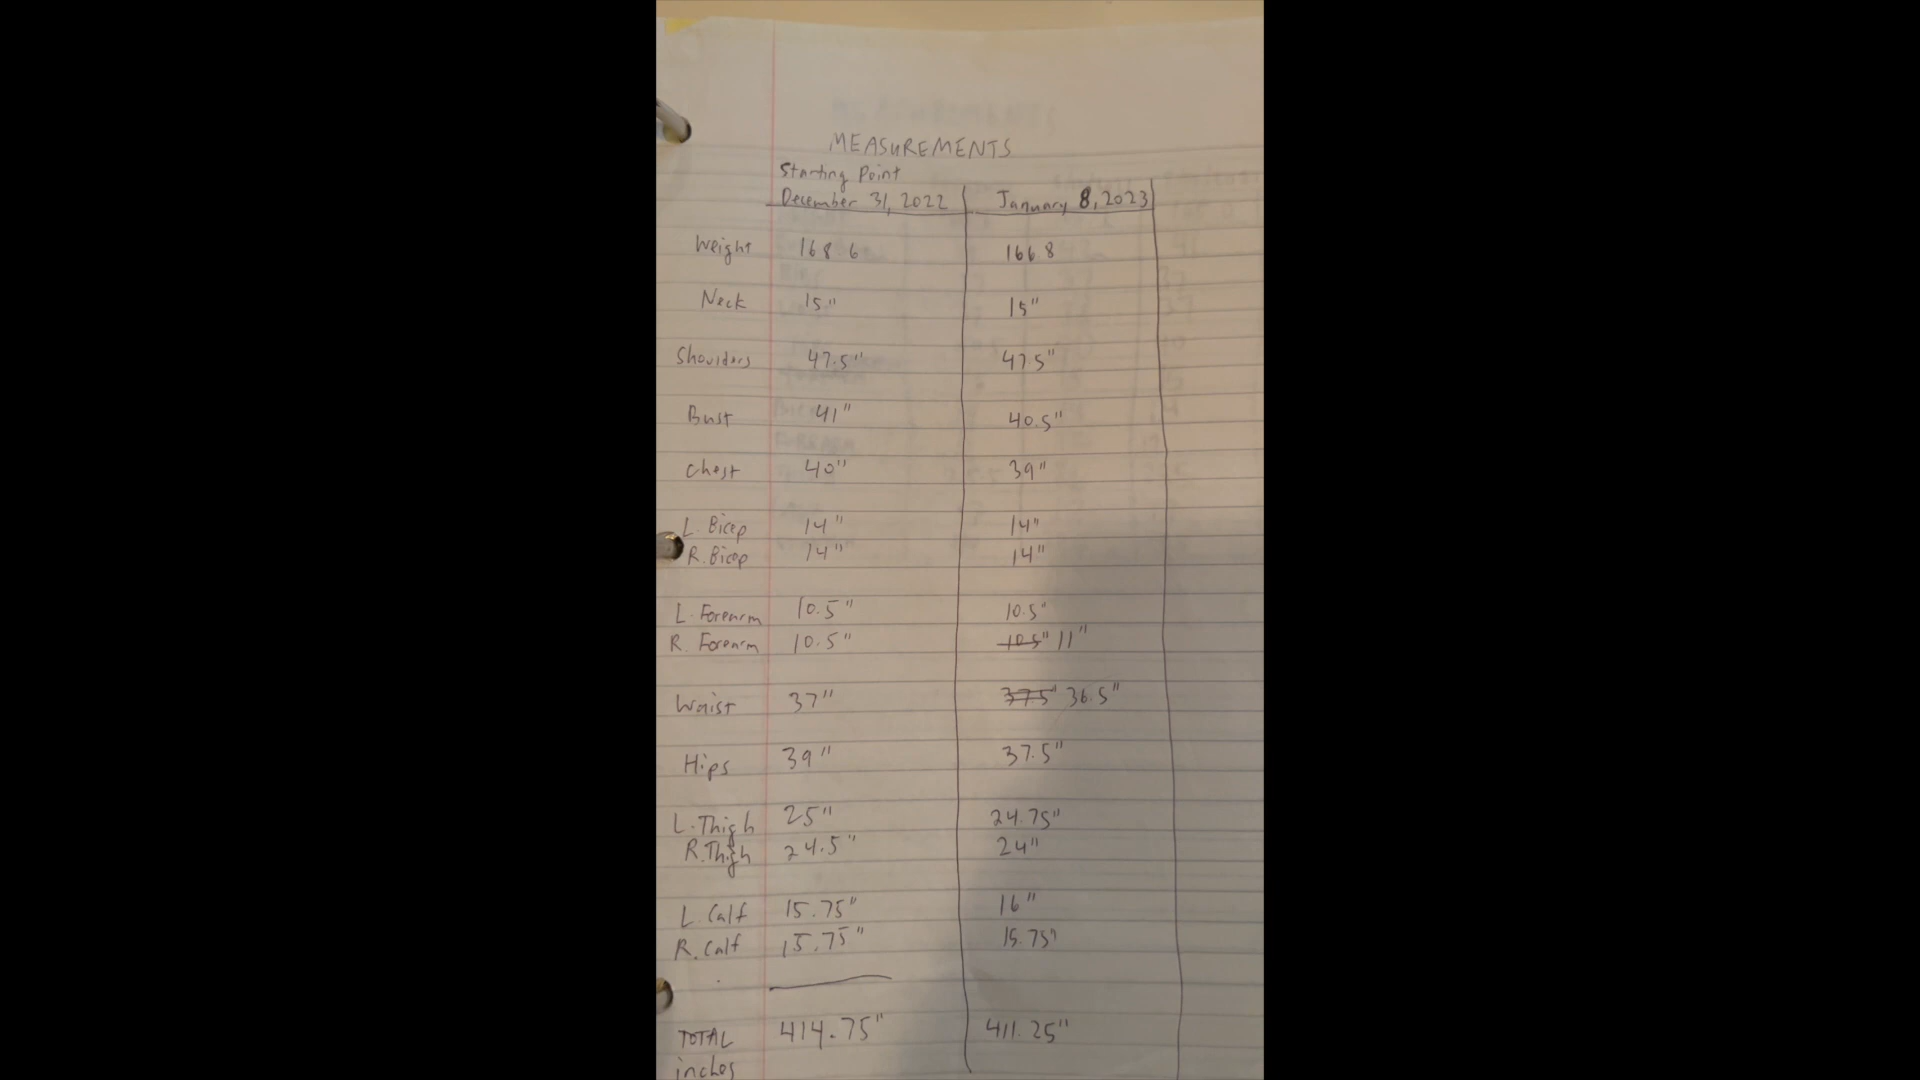 MEASUREMENTS
Starting Point
December 31, 2022 January 8, 2023
Weight 168 6 166.8
Neck 15" 15"
Shoulders 47.5" 47.5"
Bust 41" 40.5"
Chest 40" 39"
L. Bicep 14" 14"
R. Bicep 14" 14"
L. Forearm 10.5" 10.5"
R. Forearm 10.5" 10.5" 11"
Waist 37" 37.5" 36.5"
Hips 39" 37.5"
L. Thigh 25" 24.75"
R. Thigh 24.5" 24"
L. Calf 15.75" 16"
R. Calf 15.75" 15.75"
TOTAL 414.75" 411.25"
inches